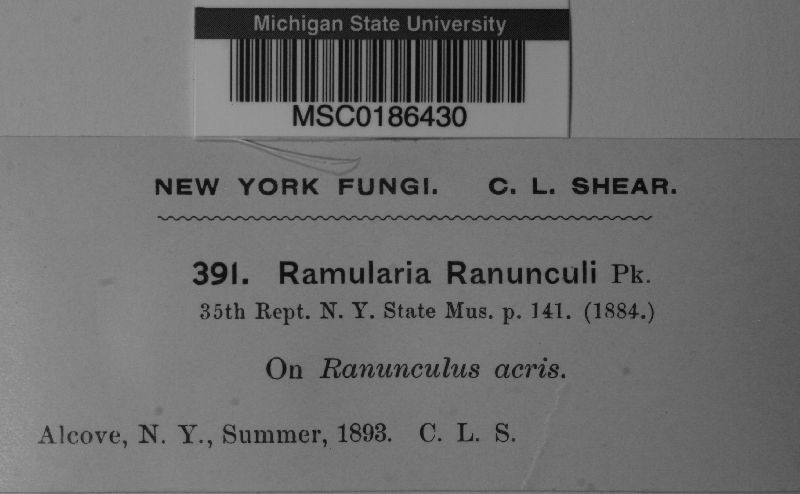 Michigan State University
MSC0186430
NEW YORK FUNGI. C. L. SHEAR.
391. Ramularia Ranunculi Pk.
35th Rept. N. Y. State Mus. p. 141. (1884.)
On Ranunculus acris.
Alcove, N. Y., Summer, 1893. C. L. S.